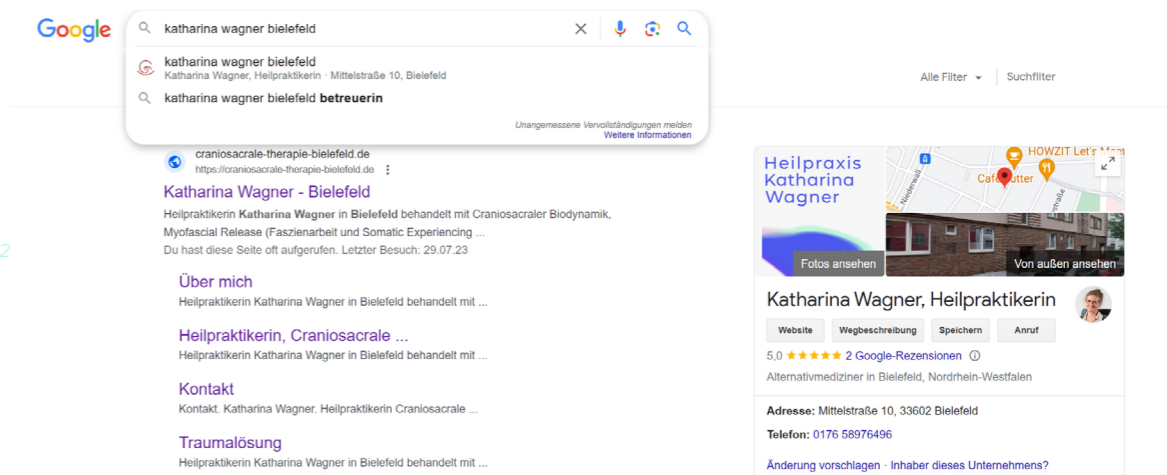 Google
katharina wagner bielefeld
katharina wagner bielefeld
Katharina Wagner, Heilpraktikerin · Mittelstraße 10, Bielefeld
katharina wagner bielefeld betreuerin
Unangemessene Vervollständigungen melden
Weitere Informationen
Alle Filter
Suchfilter
2
craniosacrale-therapie-bielefeld.de
https://craniosacrale-therapie-bielefeld.de
Katharina Wagner - Bielefeld
Heilpraktikerin Katharina Wagner in Bielefeld behandelt mit Craniosacraler Biodynamik,
Myofascial Release (Faszienarbeit und Somatic Experiencing ...
Du hast diese Seite oft aufgerufen. Letzter Besuch: 29.07.23
Über mich
Heilpraktikerin Katharina Wagner in Bielefeld behandelt mit ...
Heilpraktikerin, Craniosacrale ...
Heilpraktikerin Katharina Wagner in Bielefeld behandelt mit ...
Kontakt
Kontakt. Katharina Wagner. Heilpraktikerin Craniosacrale ...
Traumalösung
Heilpraktikerin Katharina Wagner in Bielefeld behandelt mit ...
Heilpraxis
Katharina
Wagner
Fotos ansehen
HOWZIT Let's
Niederwall
Von außen ansehen
Katharina Wagner, Heilpraktikerin
Website
Wegbeschreibung
Speichern
Anruf
5,0 ★★★★★ 2 Google-Rezensionen
Alternativmediziner in Bielefeld, Nordrhein-Westfalen
Adresse: Mittelstraße 10, 33602 Bielefeld
Telefon: 0176 58976496
Änderung vorschlagen · Inhaber dieses Unternehmens?